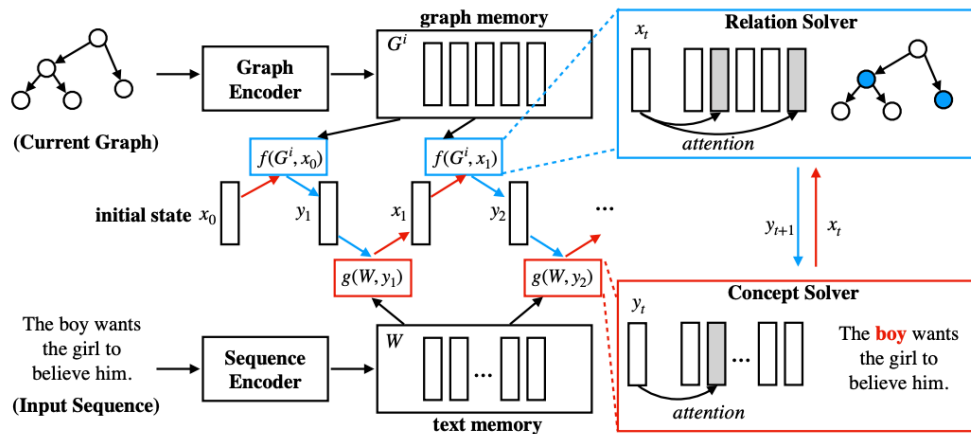 graph memory
Relation Solver
G^i
x_t
Graph
Encoder
attention
(Current Graph)
f(G^i, x_0)
f(G^i, x_1)
initial state
x_0
y_1
x_1
y_2
...
y_{t+1}
x_t
g(W, y_1)
g(W, y_2)
Concept Solver
y_t
The boy wants
the girl to
believe him.
(Input Sequence)
Sequence
Encoder
W
...
text memory
...
attention
The boy wants
the girl to
believe him.